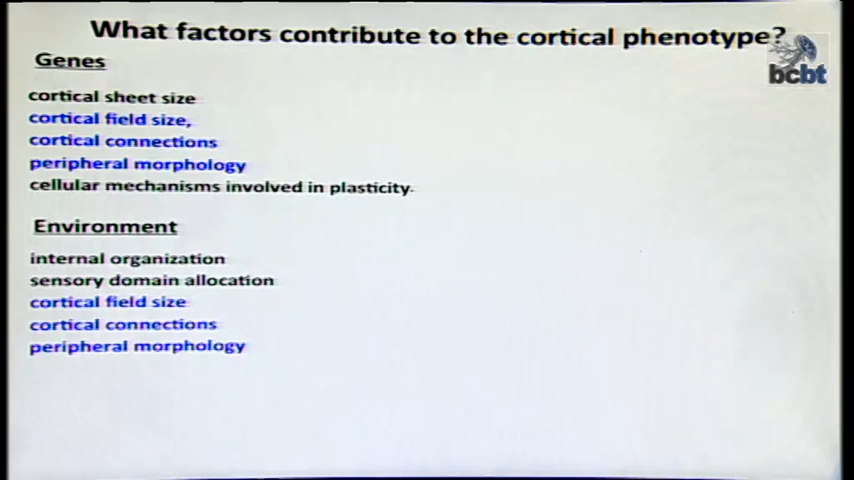 What factors contribute to the cortical phenotype?
bcbt
Genes
cortical sheet size
cortical field size,
cortical connections
peripheral morphology
cellular mechanisms involved in plasticity.
Environment
internal organization
sensory domain allocation
cortical field size
cortical connections
peripheral morphology